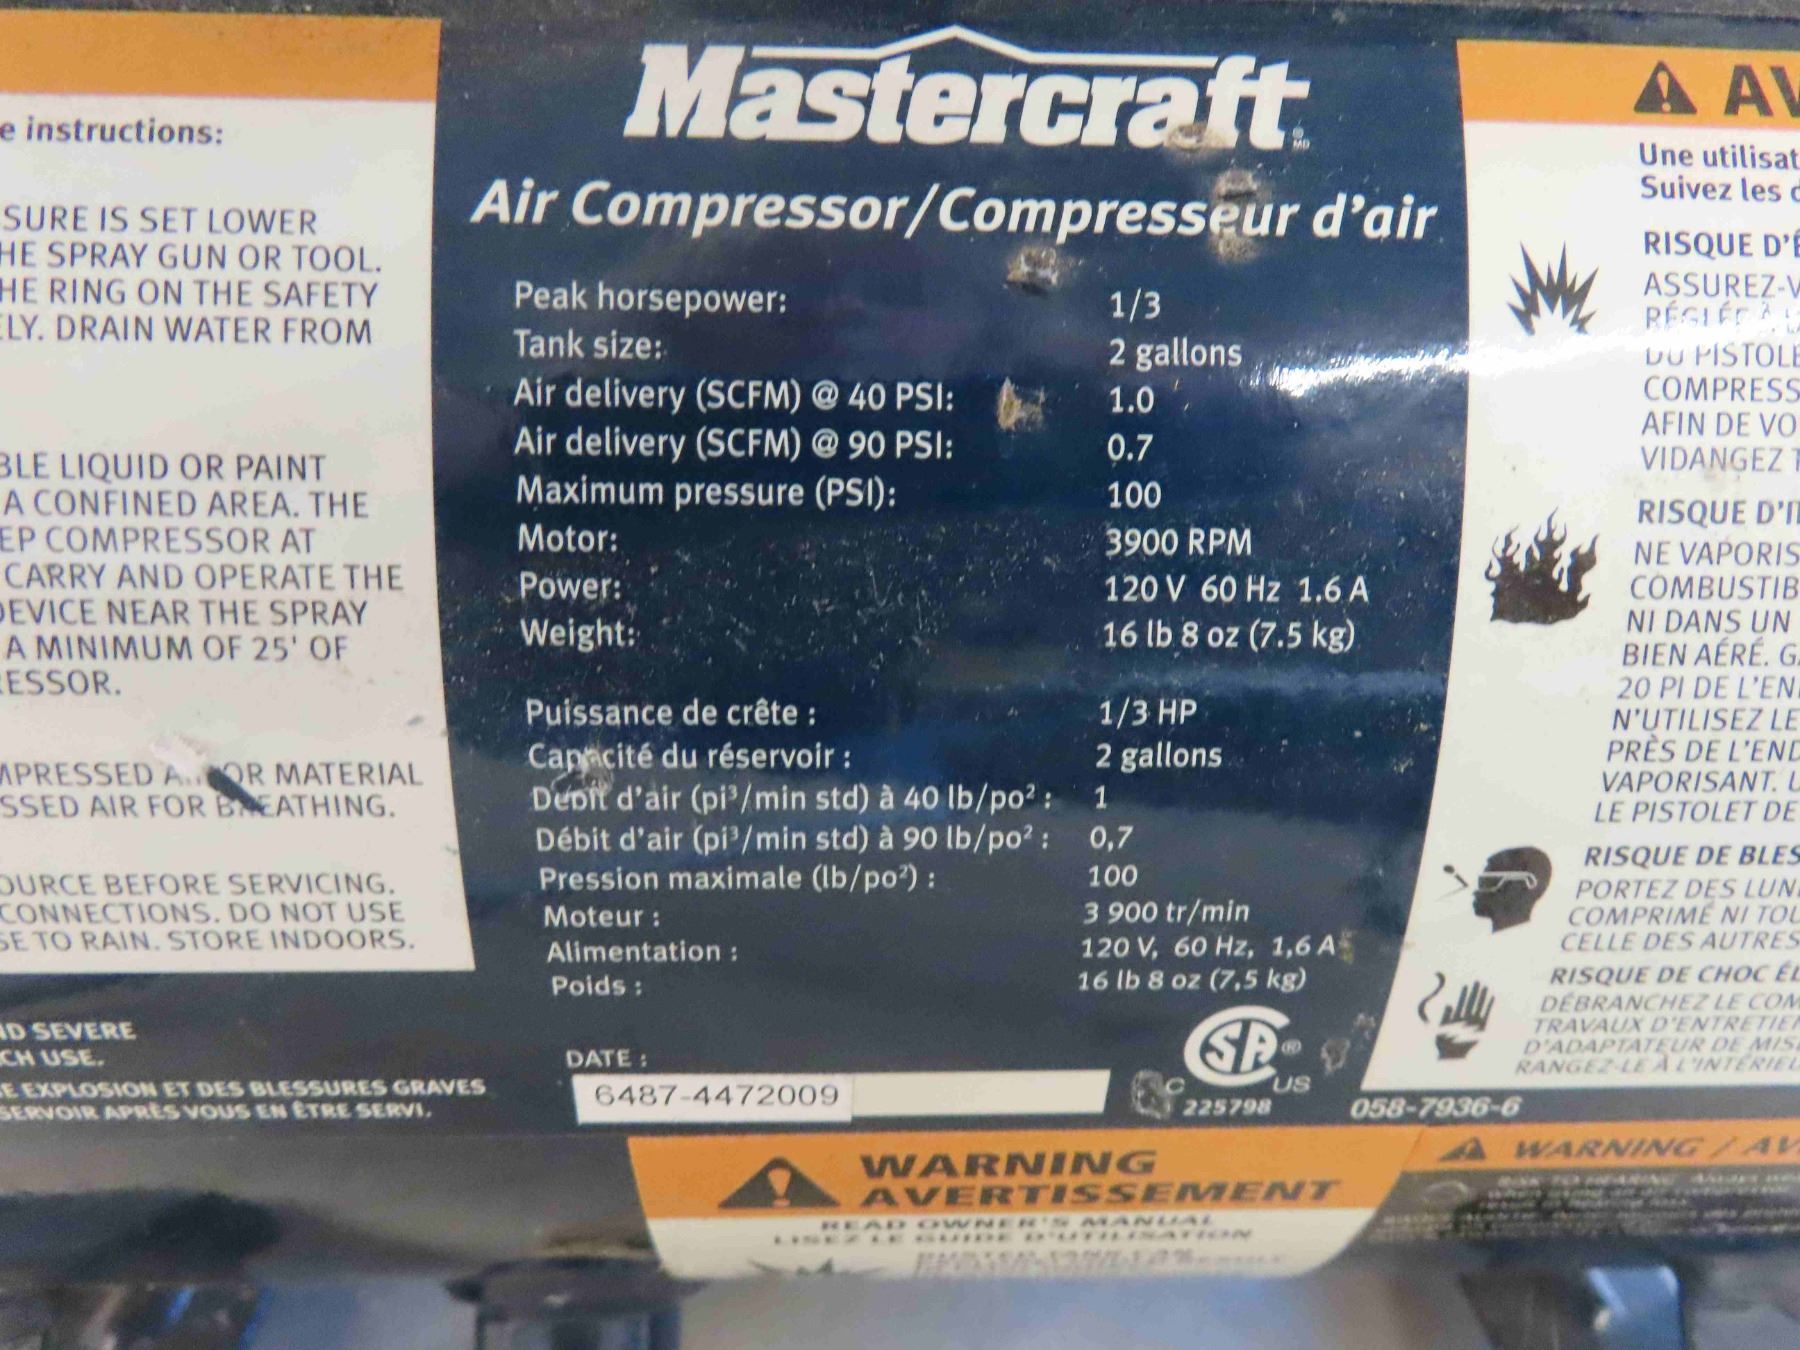 e instructions:
SURE IS SET LOWER
HE SPRAY GUN OR TOOL.
HE RING ON THE SAFETY
ELY. DRAIN WATER FROM
BLE LIQUID OR PAINT
A CONFINED AREA. THE
EP COMPRESSOR AT
CARRY AND OPERATE THE
DEVICE NEAR THE SPRAY
A MINIMUM OF 25' OF
RESSOR.
MPRESSED OR MATERIAL
SSED AIR FOR BREATHING.
OURCE BEFORE SERVICING.
CONNECTIONS. DO NOT USE
SE TO RAIN. STORE INDOORS.
ND SEVERE
CH USE.
E EXPLOSION ET DES BLESSURES GRAVES
SERVOIR APRÈS VOUS EN ÊTRE SERVI.
Mastercraft
® MD
Air Compressor/Compresseur d'air
Peak horsepower: 1/3
Tank size: 2 gallons
Air delivery (SCFM) @ 40 PSI: 1.0
Air delivery (SCFM) @ 90 PSI: 0.7
Maximum pressure (PSI): 100
Motor: 3900 RPM
Power: 120 V 60 Hz 1.6 A
Weight: 16 lb 8 oz (7.5 kg)
Puissance de crête : 1/3 HP
Capacité du réservoir : 2 gallons
Débit d'air (pi³/min std) à 40 lb/po² : 1
Débit d'air (pi³/min std) à 90 lb/po² : 0,7
Pression maximale (lb/po²) : 100
Moteur : 3 900 tr/min
Alimentation : 120 V, 60 Hz, 1,6 A
Poids : 16 lb 8 oz (7,5 kg)
DATE :
6487-4472009
CSA ®
C US
225798
058-7936-6
AV
Une utilisat
Suivez les d
RISQUE D'É
ASSUREZ-V
RÉGLÉE À
DU PISTOLE
COMPRESS
AFIN DE VO
VIDANGEZ T
RISQUE D'I
NE VAPORIS
COMBUSTIB
NI DANS UN
BIEN AÉRÉ. GA
20 PI DE L'EN
N'UTILISEZ LE
PRÈS DE L'END
VAPORISANT. U
LE PISTOLET DE
RISQUE DE BLES
PORTEZ DES LUN
COMPRIMÉ NI TOU
CELLE DES AUTRES
RISQUE DE CHOC ÉL
DÉBRANCHEZ LE COM
TRAVAUX D'ENTRETIEN
D'ADAPTATEUR DE MIS
RANGEZ-LE À L'INTÉRIEU
WARNING
AVERTISSEMENT
READ OWNER'S MANUAL
LISEZ LE GUIDE D'UTILISATION
WARNING / AV